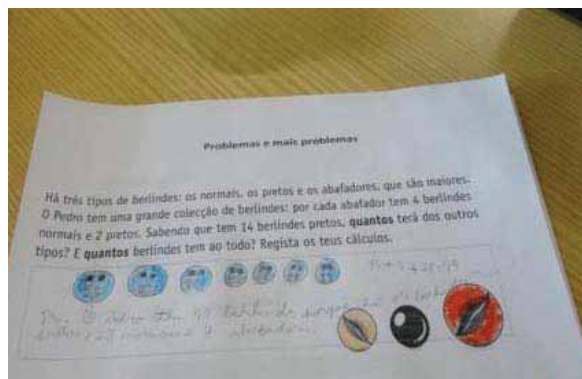 Problemas e mais problemas
Há três tipos de berlindes: os normais, os pretos e os abafadores, que são maiores.
O Pedro tem uma grande colecção de berlindes: por cada abafador tem 4 berlindes
normais e 2 pretos. Sabendo que tem 14 berlindes pretos, quantos terá dos outros
tipos? E quantos berlindes tem ao todo? Regista os teus cálculos.